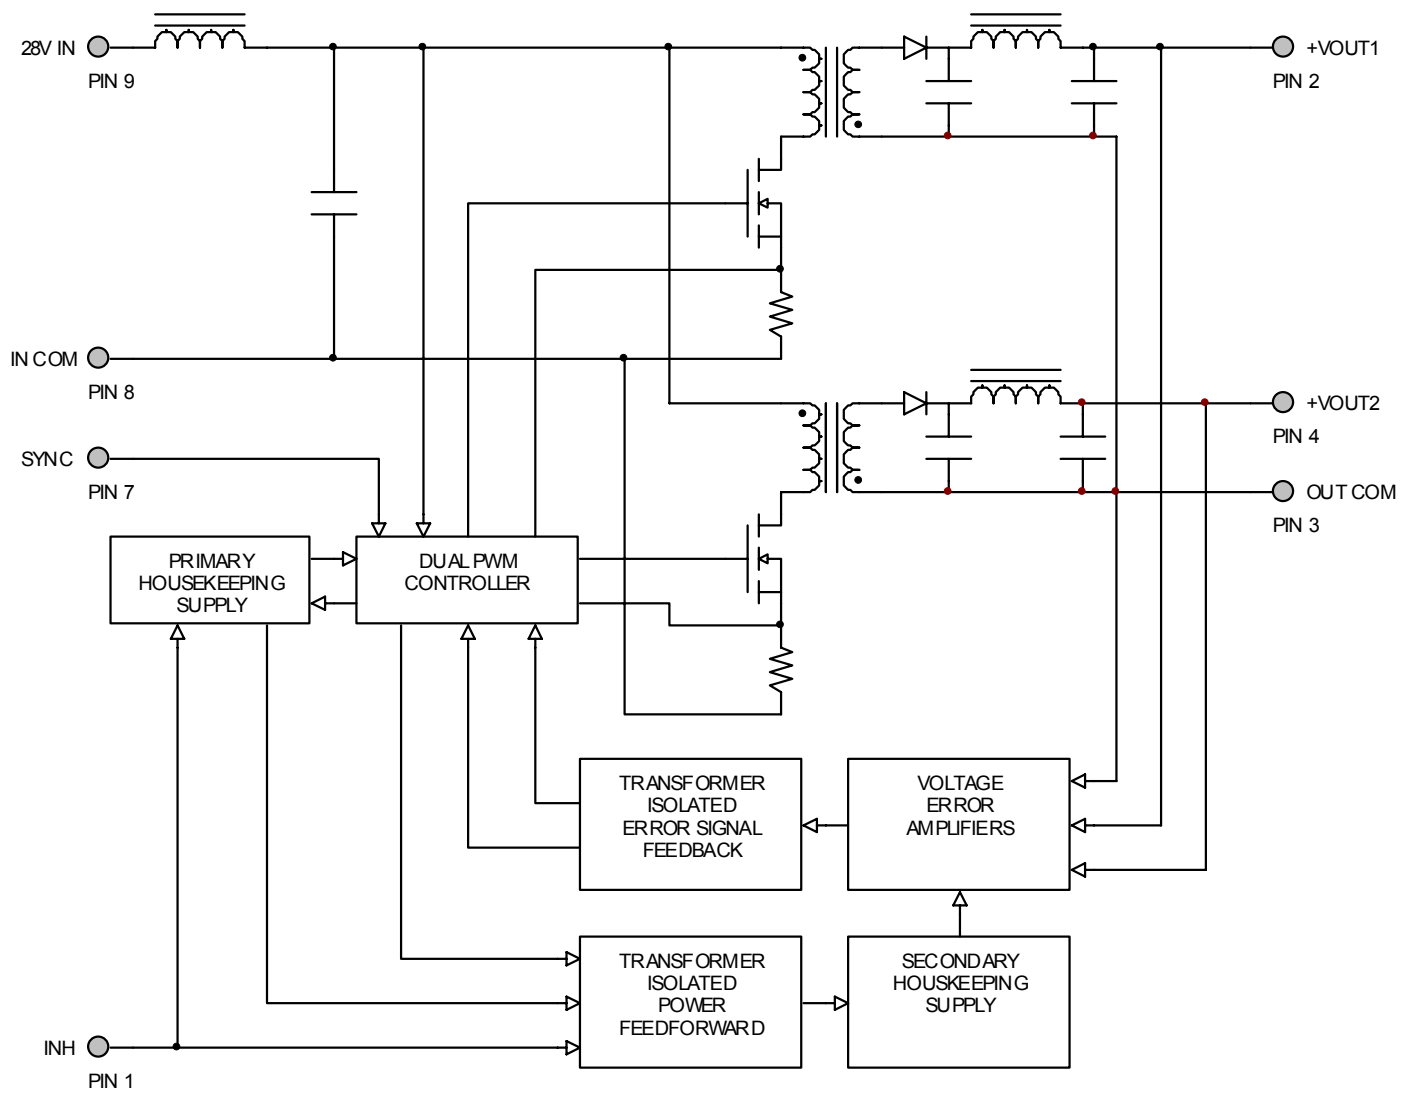 28V IN
PIN 9
+VOUT1
PIN 2
IN COM
PIN 8
+VOUT2
PIN 4
SYNC
PIN 7
OUT COM
PIN 3
PRIMARY
HOUSEKEEPING
SUPPLY
DUAL PWM
CONTROLLER
TRANSFORMER
ISOLATED
ERROR SIGNAL
FEEDBACK
VOLTAGE
ERROR
AMPLIFIERS
TRANSFORMER
ISOLATED
POWER
FEEDFORWARD
SECONDARY
HOUSKEEPING
SUPPLY
INH
PIN 1